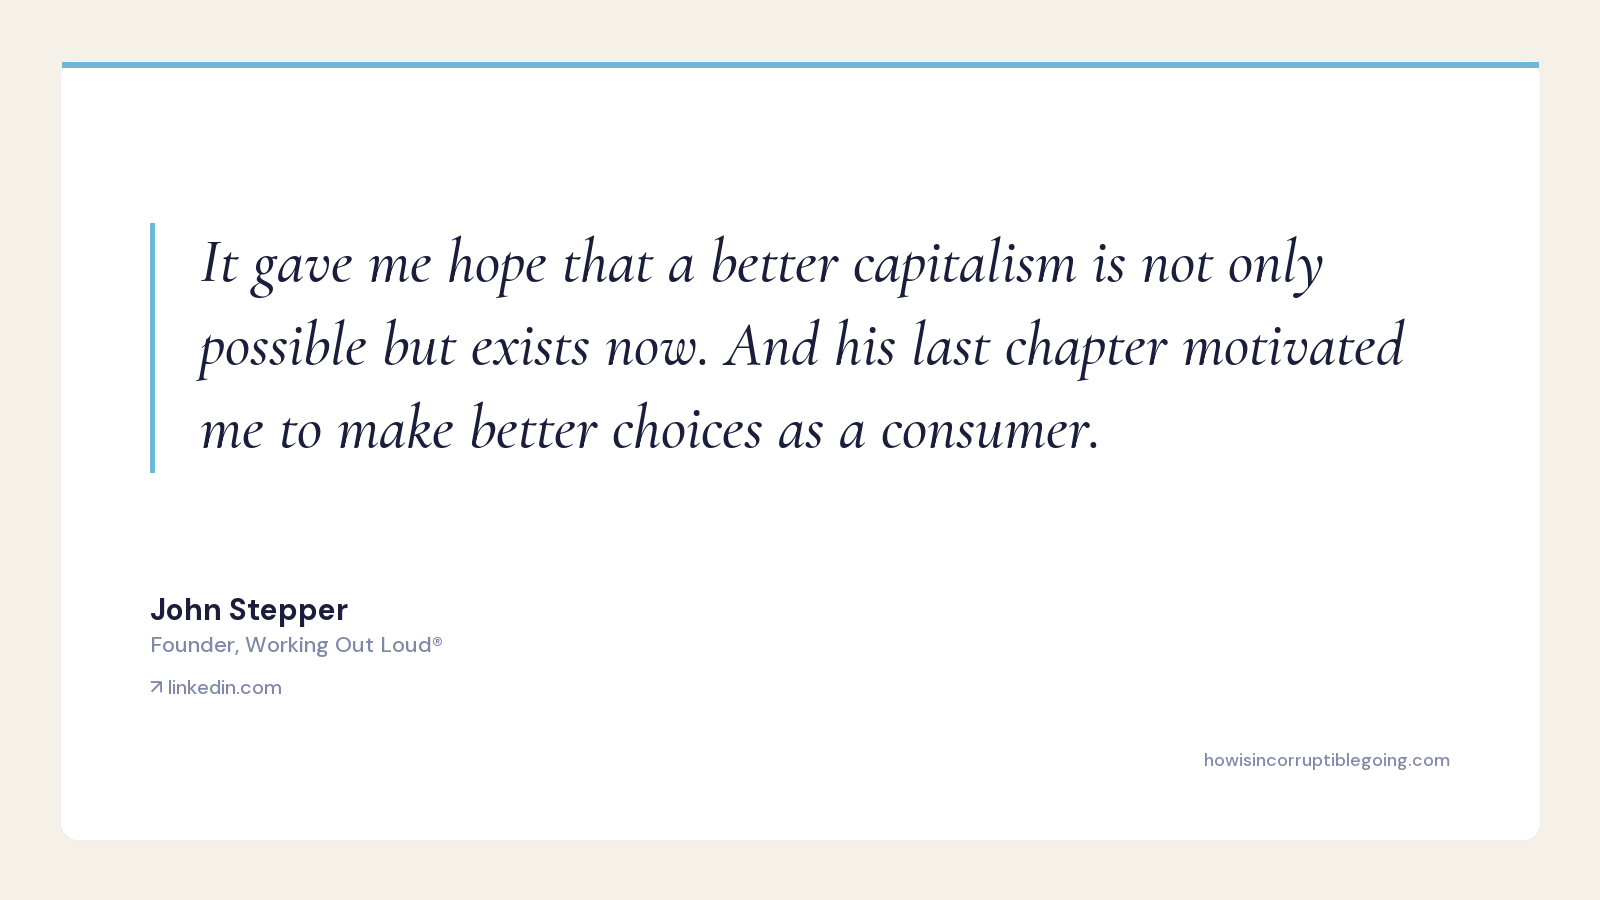 It gave me hope that a better capitalism is not only
possible but exists now. And his last chapter motivated
me to make better choices as a consumer.
John Stepper
Founder, Working Out Loud®
linkedin.com
howisincorruptiblegoing.com